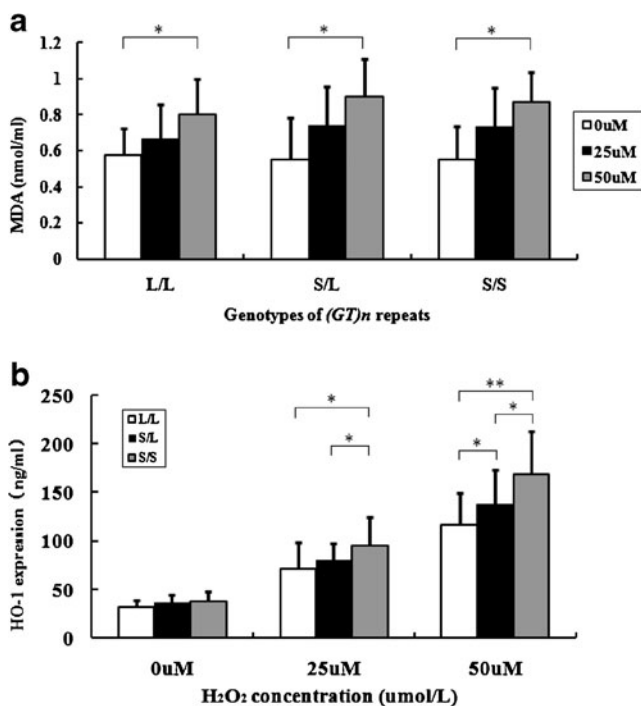 a
* * *
1.2
1
0.8
0.6
0.4
0.2
0
MDA (nmol/ml)
0uM
25uM
50uM
L/L S/L S/S
Genotypes of (GT)n repeats
b
250
200
150
100
50
0
HO-1 expression (ng/ml)
L/L
S/L
S/S
*
*
**
*
*
0uM 25uM 50uM
H₂O₂ concentration (umol/L)